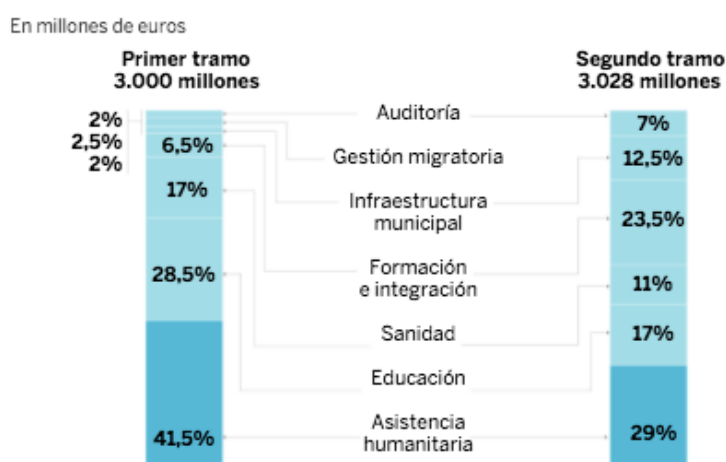 En millones de euros
Primer tramo
3.000 millones
Segundo tramo
3.028 millones
2%
2,5%
2%
6,5%
17%
28,5%
41,5%
Auditoría
Gestión migratoria
Infraestructura
municipal
Formación
e integración
Sanidad
Educación
Asistencia
humanitaria
7%
12,5%
23,5%
11%
17%
29%